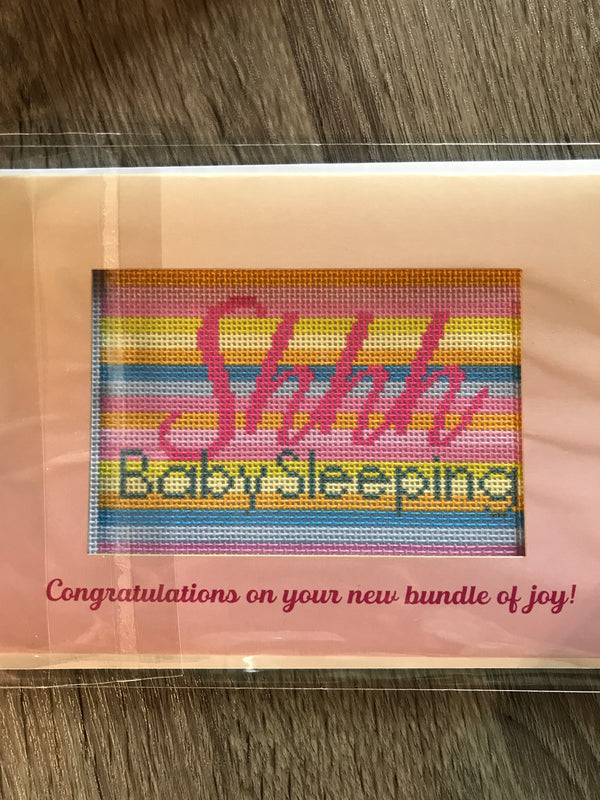 Shhh
Baby Sleeping
Congratulations on your new bundle of joy!